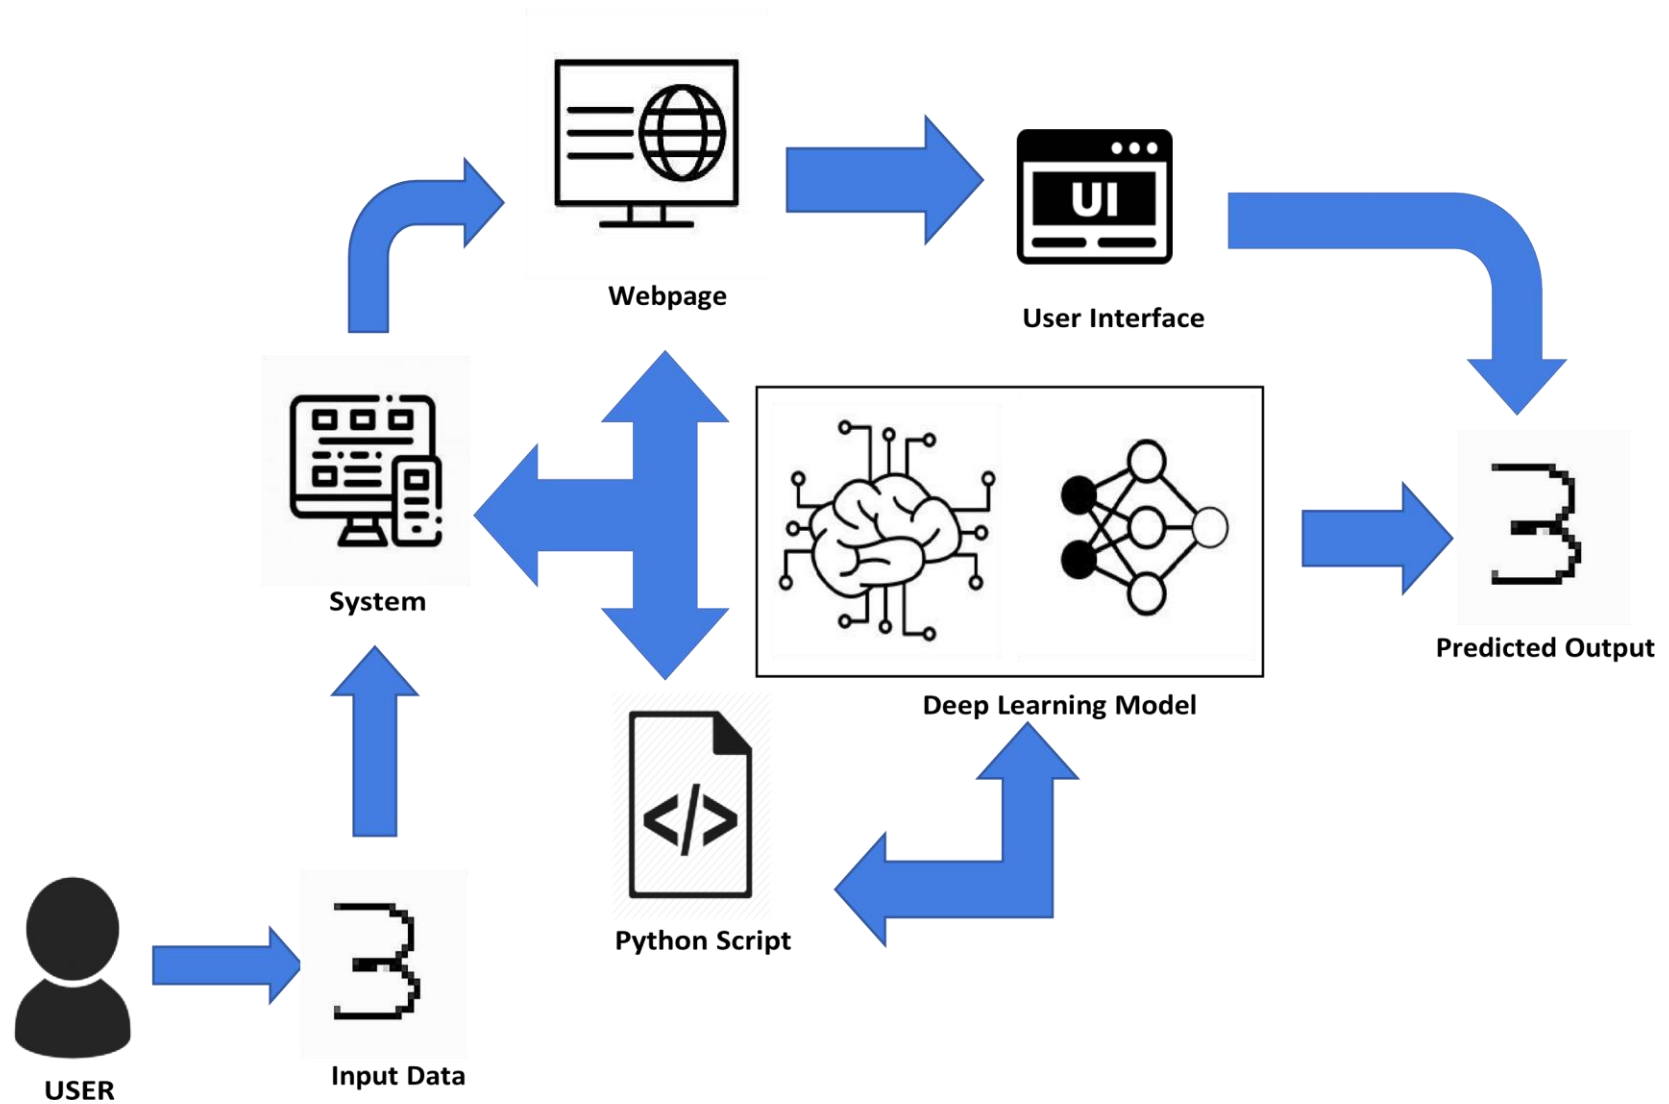 Webpage
UI
User Interface
System
Deep Learning Model
3
Predicted Output
</>
Python Script
3
Input Data
USER